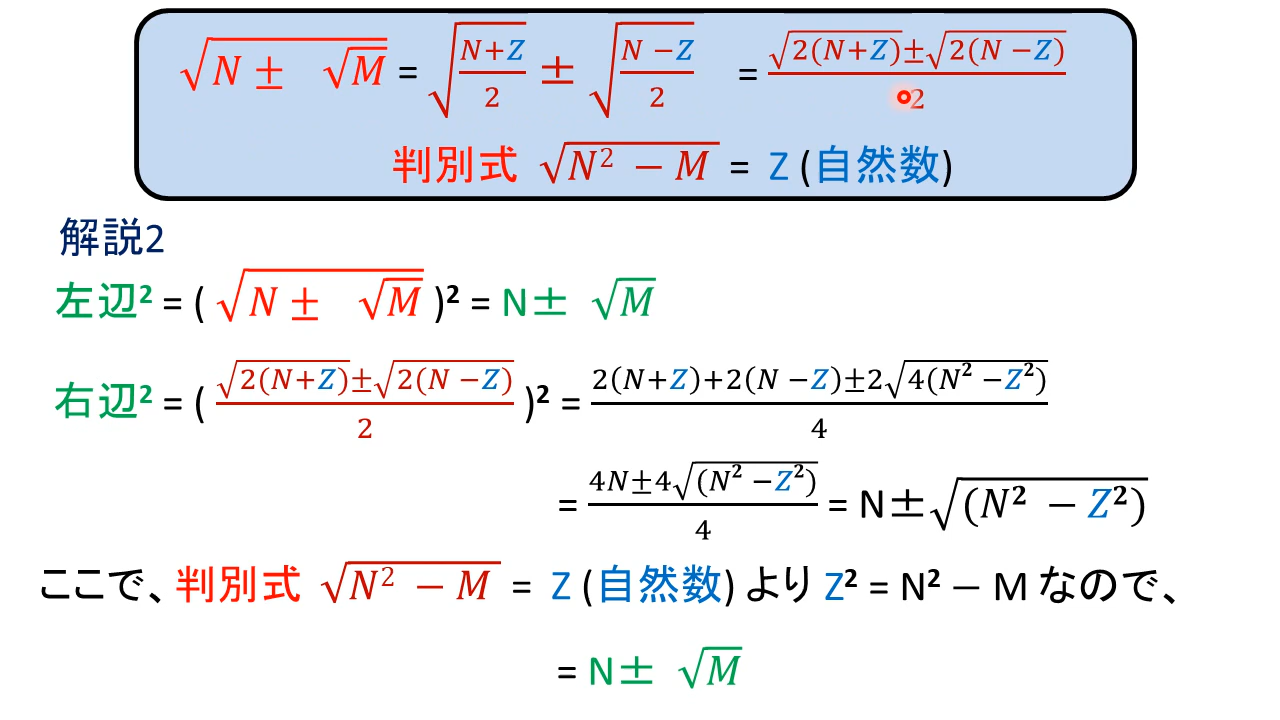 √(N ± √M) = √((N+Z)/2) ± √((N −Z)/2) = (√(2(N+Z))±√(2(N −Z)))/2
判別式 √(N² − M) = Z (自然数)
解説2
左辺² = ( √(N ± √M) )² = N± √M
右辺² = ( (√(2(N+Z))±√(2(N −Z)))/2 )² = (2(N+Z)+2(N −Z)±2√(4(N² −Z²)))/4
= (4N±4√((N² −Z²)))/4 = N±√((N² − Z²))
ここで、判別式 √(N² − M) = Z (自然数) より Z² = N² − M なので、
= N± √M